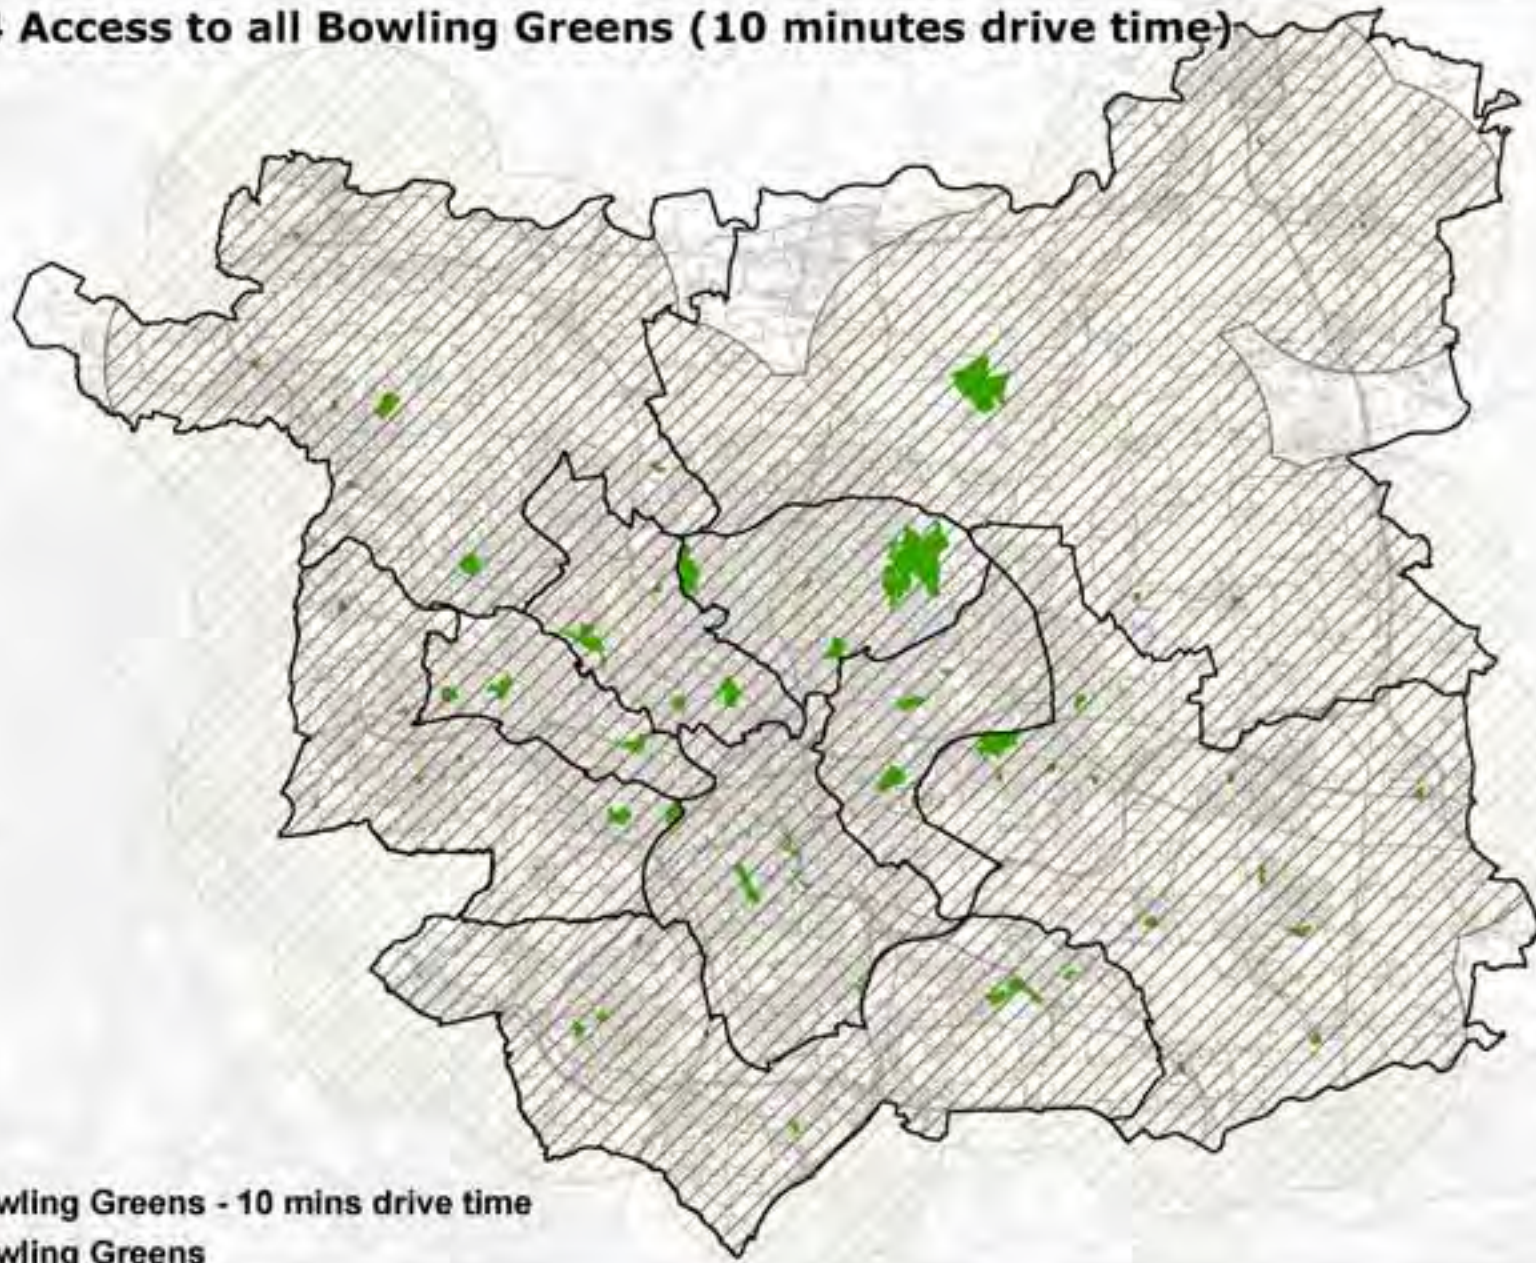 Access to all Bowling Greens (10 minutes drive time)
wling Greens - 10 mins drive time
wling Greens